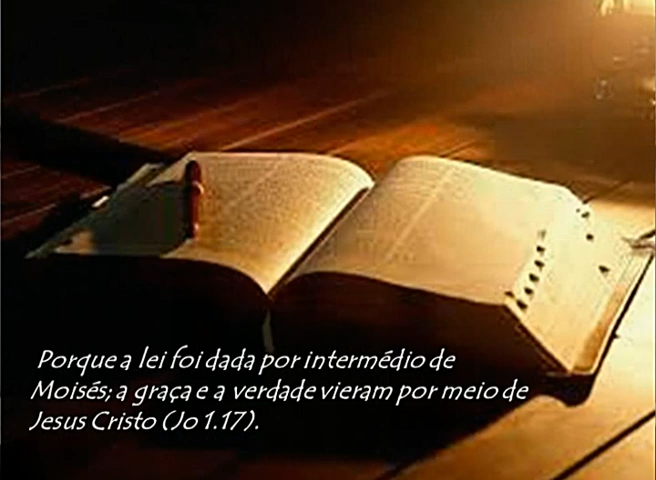 Porque a lei foi dada por intermédio de
Moisés; a graça e a verdade vieram por meio de
Jesus Cristo (Jo 1.17).